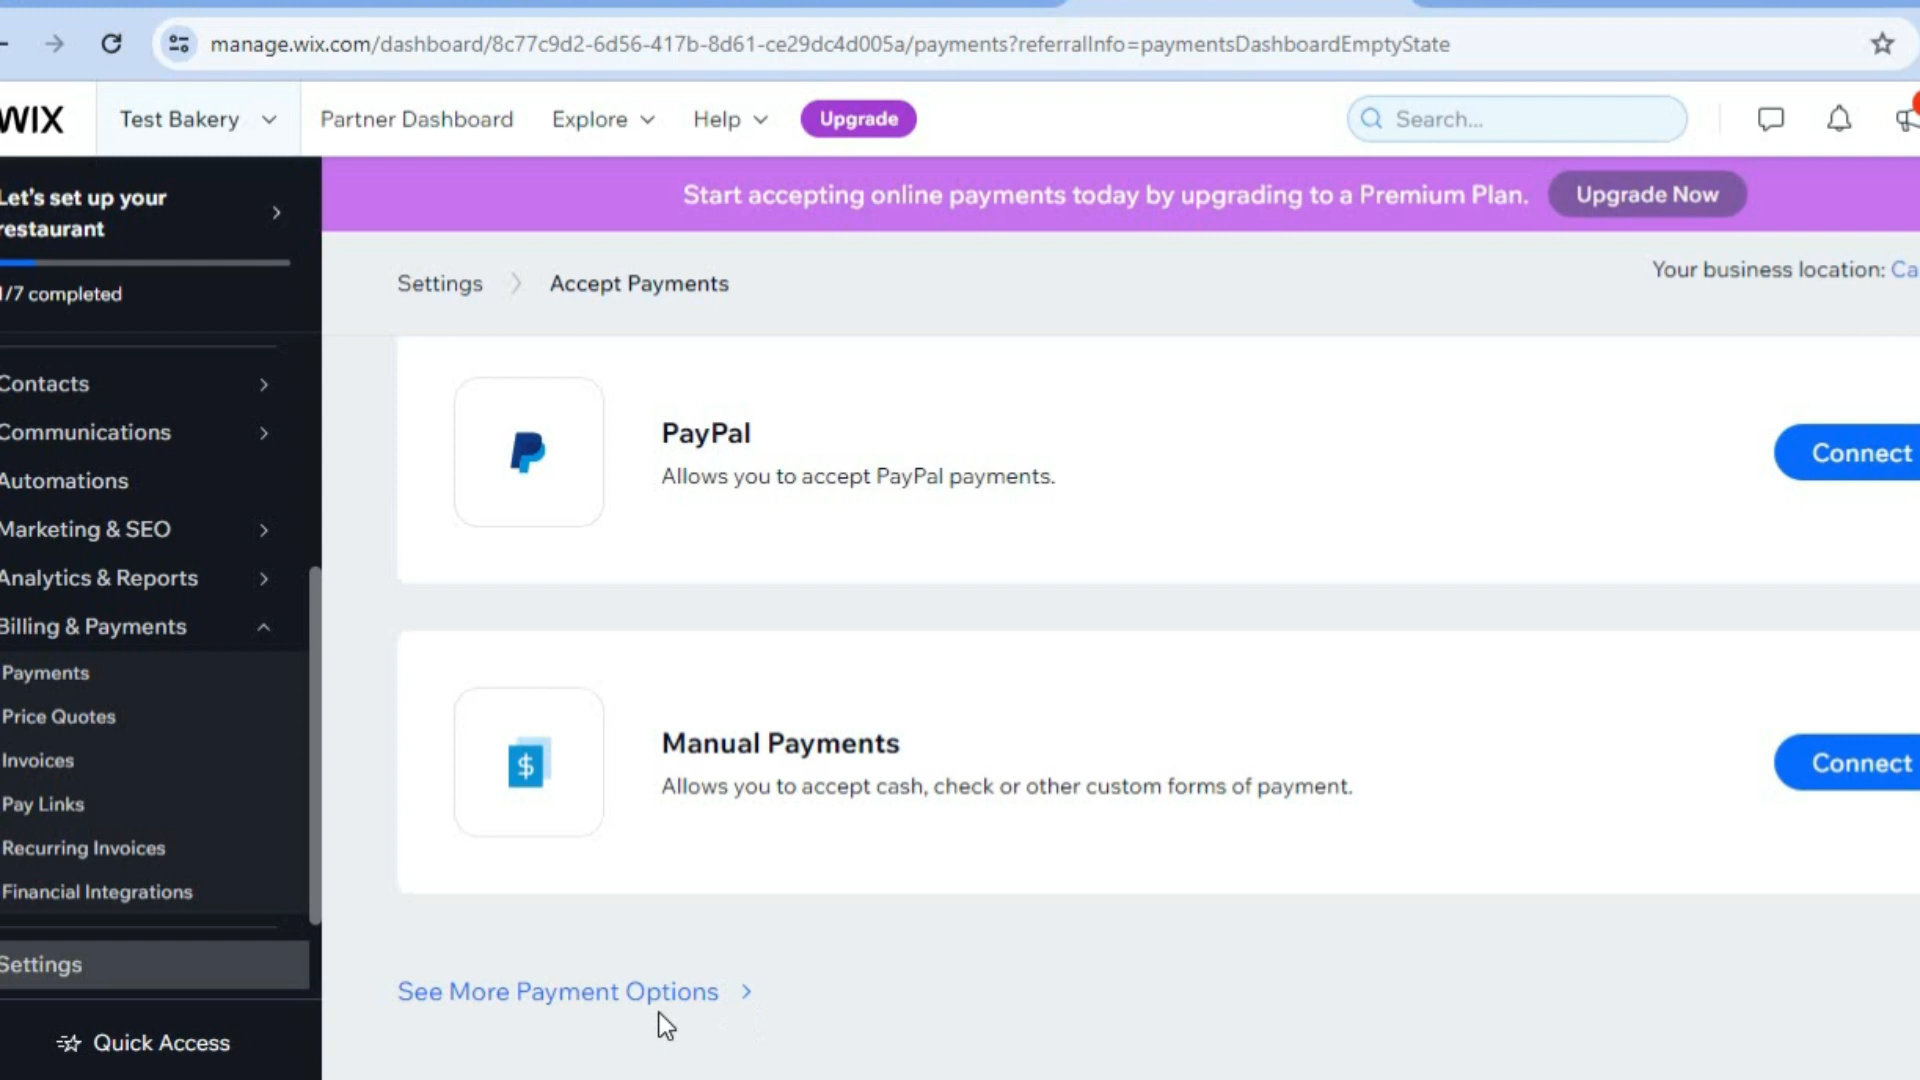 manage.wix.com/dashboard/8c77c9d2-6d56-417b-8d61-ce29dc4d005a/payments?referralInfo=paymentsDashboardEmptyState
WIX
Test Bakery
Partner Dashboard
Explore
Help
Upgrade
Search...
Let's set up your
restaurant
1/7 completed
Contacts
Communications
Automations
Marketing & SEO
Analytics & Reports
Billing & Payments
Payments
Price Quotes
Invoices
Pay Links
Recurring Invoices
Financial Integrations
Settings
Quick Access
Start accepting online payments today by upgrading to a Premium Plan.
Upgrade Now
Settings > Accept Payments
Your business location: Ca
PayPal
Allows you to accept PayPal payments.
Connect
Manual Payments
Allows you to accept cash, check or other custom forms of payment.
Connect
See More Payment Options >